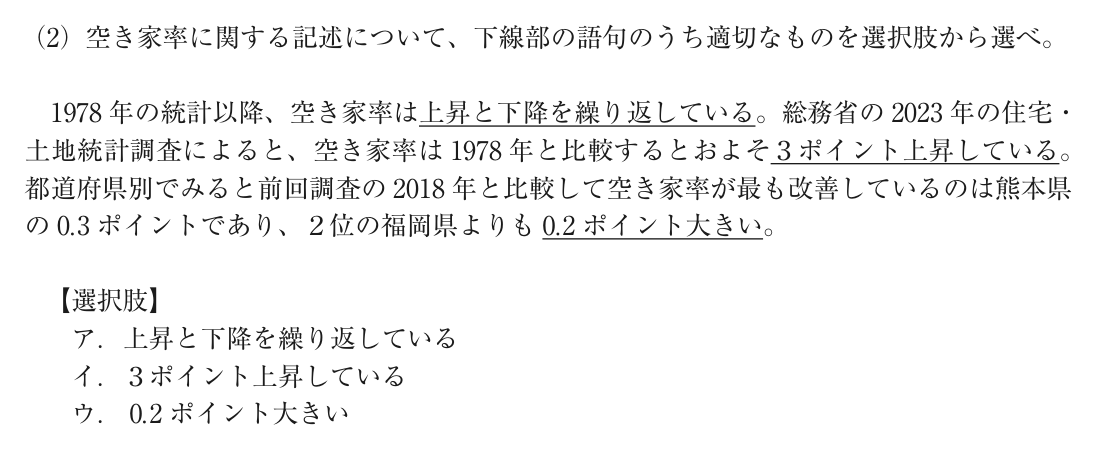 (2) 空き家率に関する記述について、下線部の語句のうち適切なものを選択肢から選べ。
1978 年の統計以降、空き家率は上昇と下降を繰り返している。総務省の 2023 年の住宅・
土地統計調査によると、空き家率は 1978 年と比較するとおよそ３ポイント上昇している。
都道府県別でみると前回調査の 2018 年と比較して空き家率が最も改善しているのは熊本県
の 0.3 ポイントであり、２位の福岡県よりも 0.2 ポイント大きい。
【選択肢】
ア．上昇と下降を繰り返している
イ．３ポイント上昇している
ウ．0.2 ポイント大きい